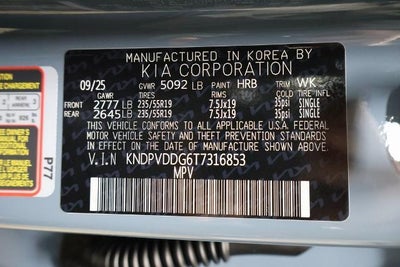 MANUFACTURED IN KOREA BY
KIA CORPORATION
09/25 GVWR 5092 LB PAINT HRB TRIM WK
GAWR TIRE RIM COLD TIRE
FRONT 2777 LB 235/55R19 7.5Jx19 35psi SINGLE
REAR 2645 LB 235/55R19 7.5Jx19 35psi SINGLE
THIS VEHICLE CONFORMS TO ALL APPLICABLE U.S.A FEDERAL
MOTOR VEHICLE SAFETY AND THEFT PREVENTION STANDARDS
IN EFFECT ON THE DATE OF MANUFACTURE SHOWN ABOVE.
V.I.N KNDPVDDG6T7316853
MPV
P77